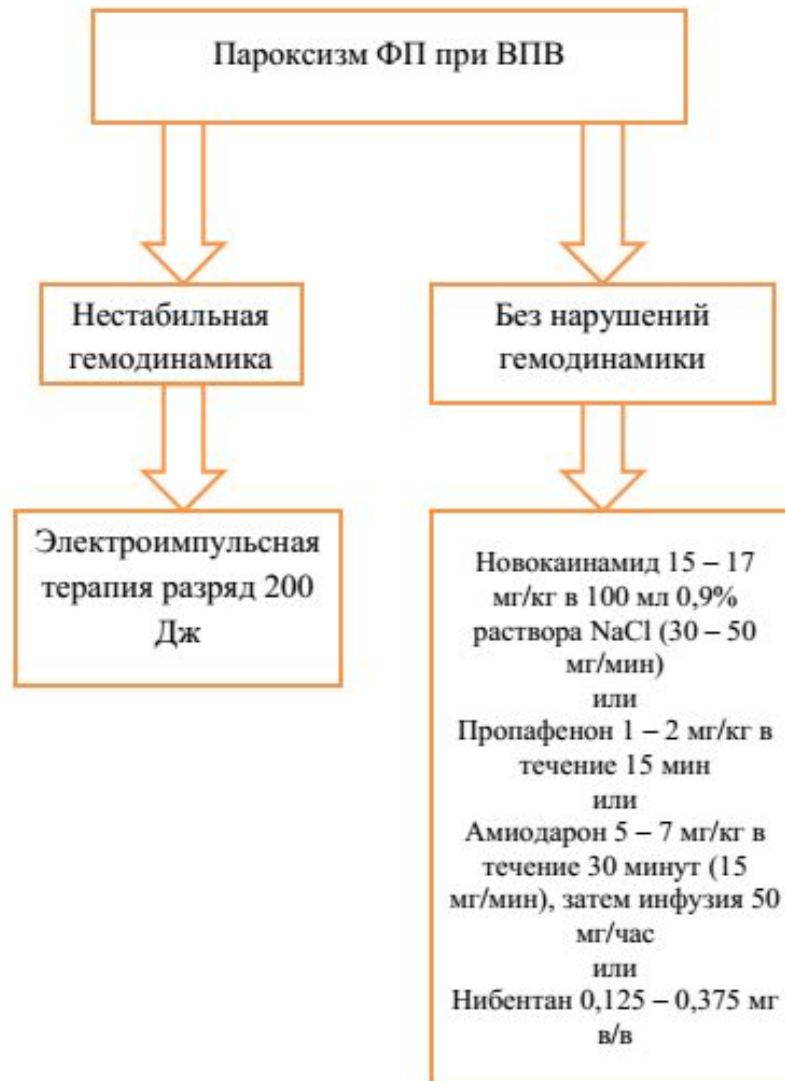 Пароксизм ФП при ВПВ
Нестабильная
гемодинамика
Без нарушений
гемодинамики
Электроимпульсная
терапия разряд 200
Дж
Новокаинамид 15 – 17
мг/кг в 100 мл 0,9%
раствора NaCl (30 – 50
мг/мин)
или
Пропафенон 1 – 2 мг/кг в
течение 15 мин
или
Амиодарон 5 – 7 мг/кг в
течение 30 минут (15
мг/мин), затем инфузия 50
мг/час
или
Нибентан 0,125 – 0,375 мг
в/в